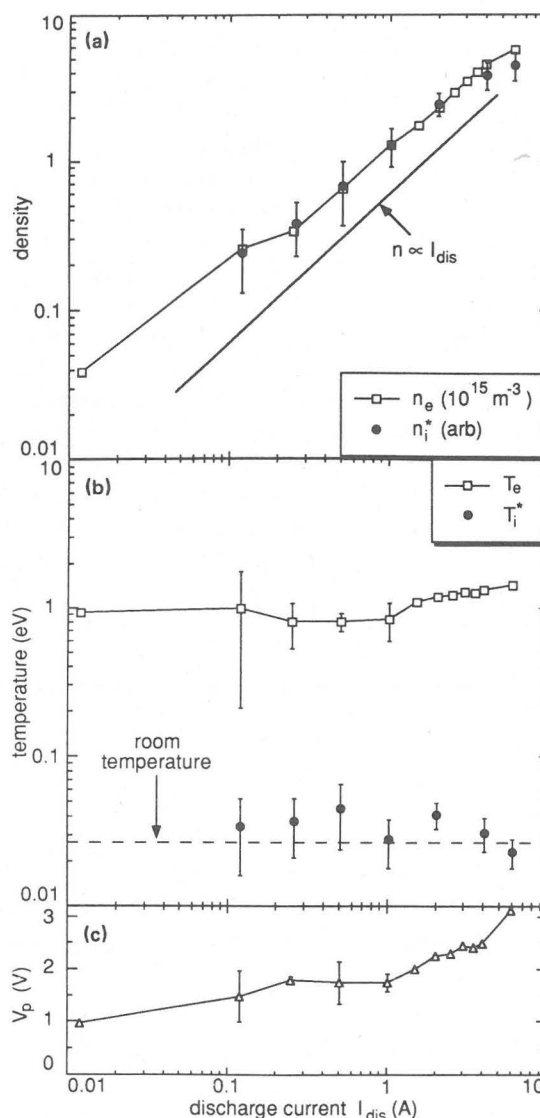 10
(a)
1
density
n ∝ I_dis
0.1
n_e (10^15 m^-3)
n_i^* (arb)
0.01
10
(b)
T_e
T_i^*
1
temperature (eV)
room
temperature
0.1
0.01
3
(c)
2
V_p (V)
1
0
0.01 0.1 1 10
discharge current I_dis (A)